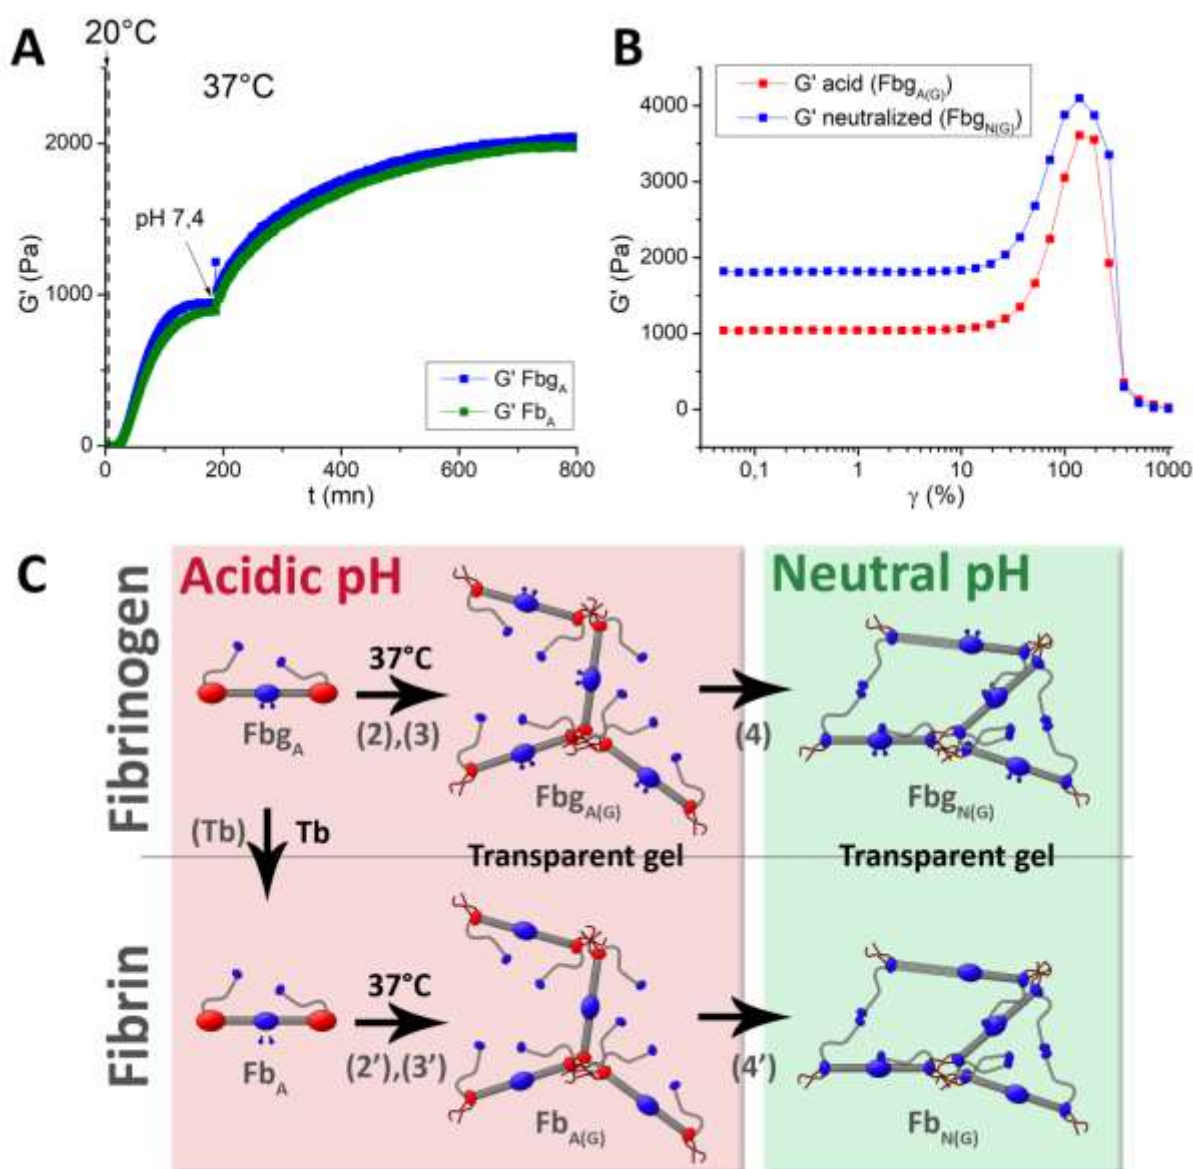 A
20°C
37°C
pH 7,4
2000
1000
0
G' (Pa)
0 200 400 600 800
t (mn)
G' Fbg_A
G' Fb_A
B
G' acid (Fbg_A(G))
G' neutralized (Fbg_N(G))
4000
3000
2000
1000
0
G' (Pa)
0,1 1 10 100 1000
γ (%)
C
Acidic pH
Neutral pH
Fibrinogen
Fbg_A
37°C
(2),(3)
Fbg_A(G)
(4)
Fbg_N(G)
(Tb) Tb
Transparent gel
Transparent gel
Fibrin
Fb_A
37°C
(2'),(3')
Fb_A(G)
(4')
Fb_N(G)